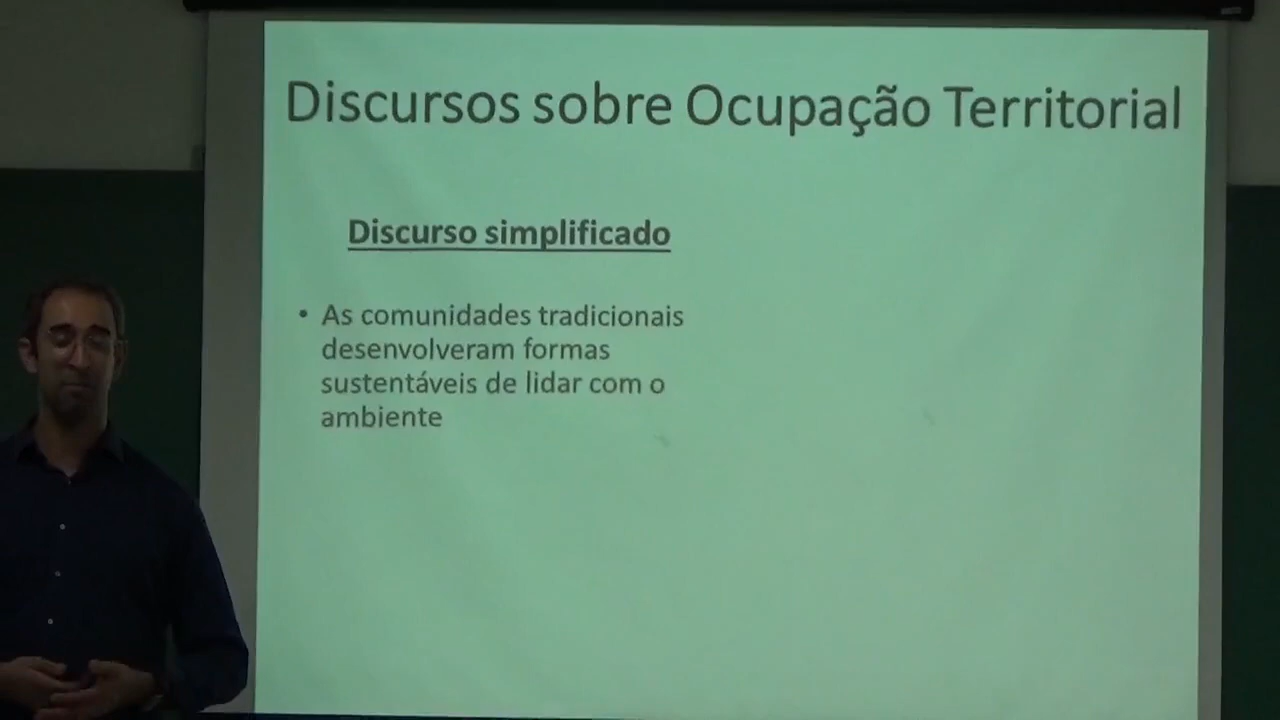 Discursos sobre Ocupação Territorial
Discurso simplificado
• As comunidades tradicionais
desenvolveram formas
sustentáveis de lidar com o
ambiente